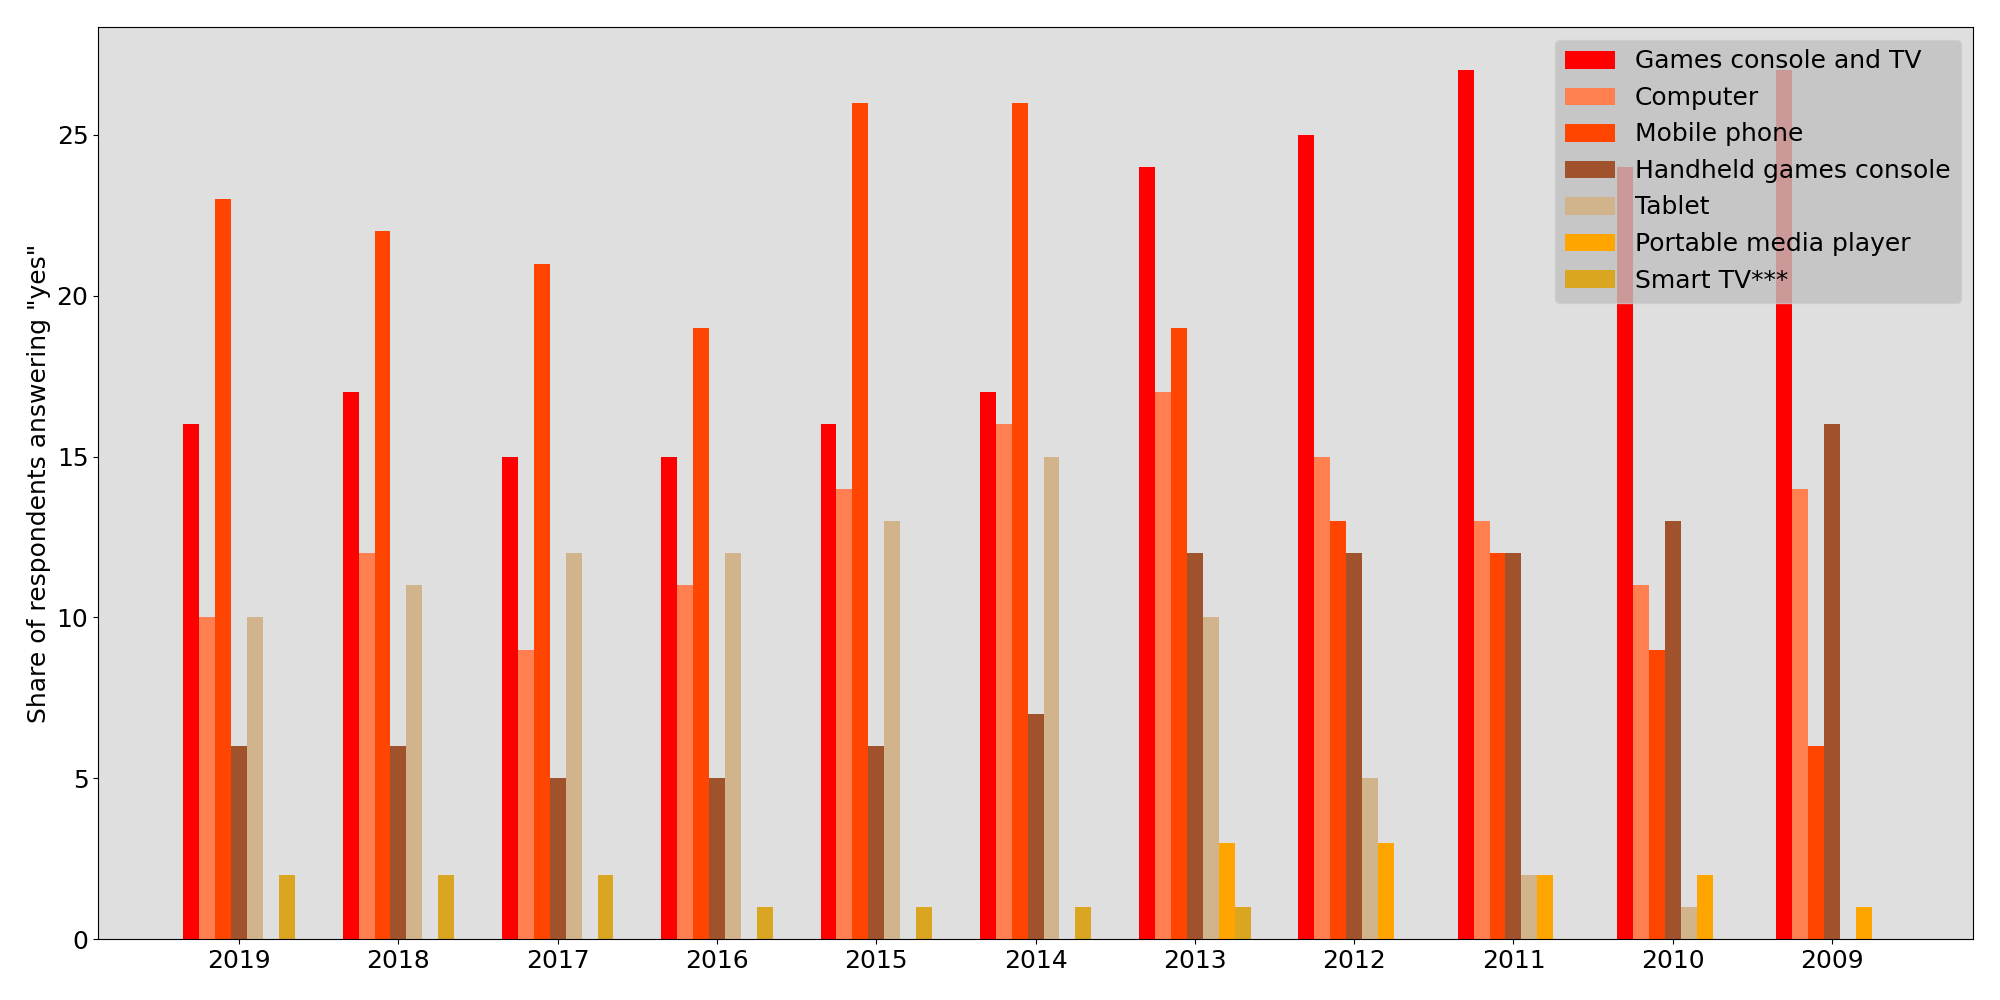 Games console and TV
Computer
Mobile phone
Handheld games console
Tablet
Portable media player
Smart TV***
Share of respondents answering "yes"
25
20
15
10
5
0
2019 2018 2017 2016 2015 2014 2013 2012 2011 2010 2009